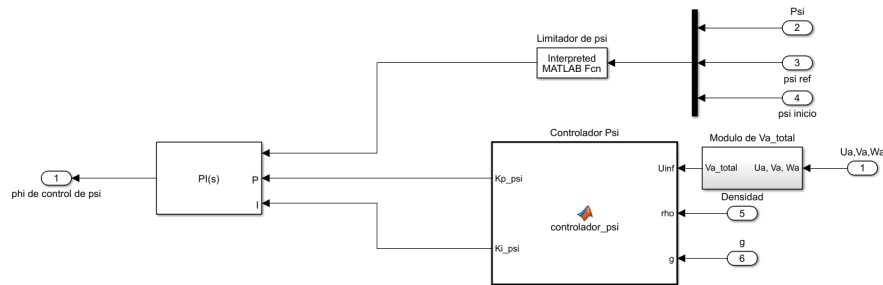 Psi
2
Limitador de psi
Interpreted
MATLAB Fcn
3
psi ref
4
psi inicio
Controlador Psi
Modulo de Va_total
Ua,Va,Wa
1
phi de control de psi
PI(s)
P
I
Kp_psi
Ki_psi
controlador_psi
Uinf
rho
g
Va_total
Ua, Va, Wa
1
Densidad
5
g
6